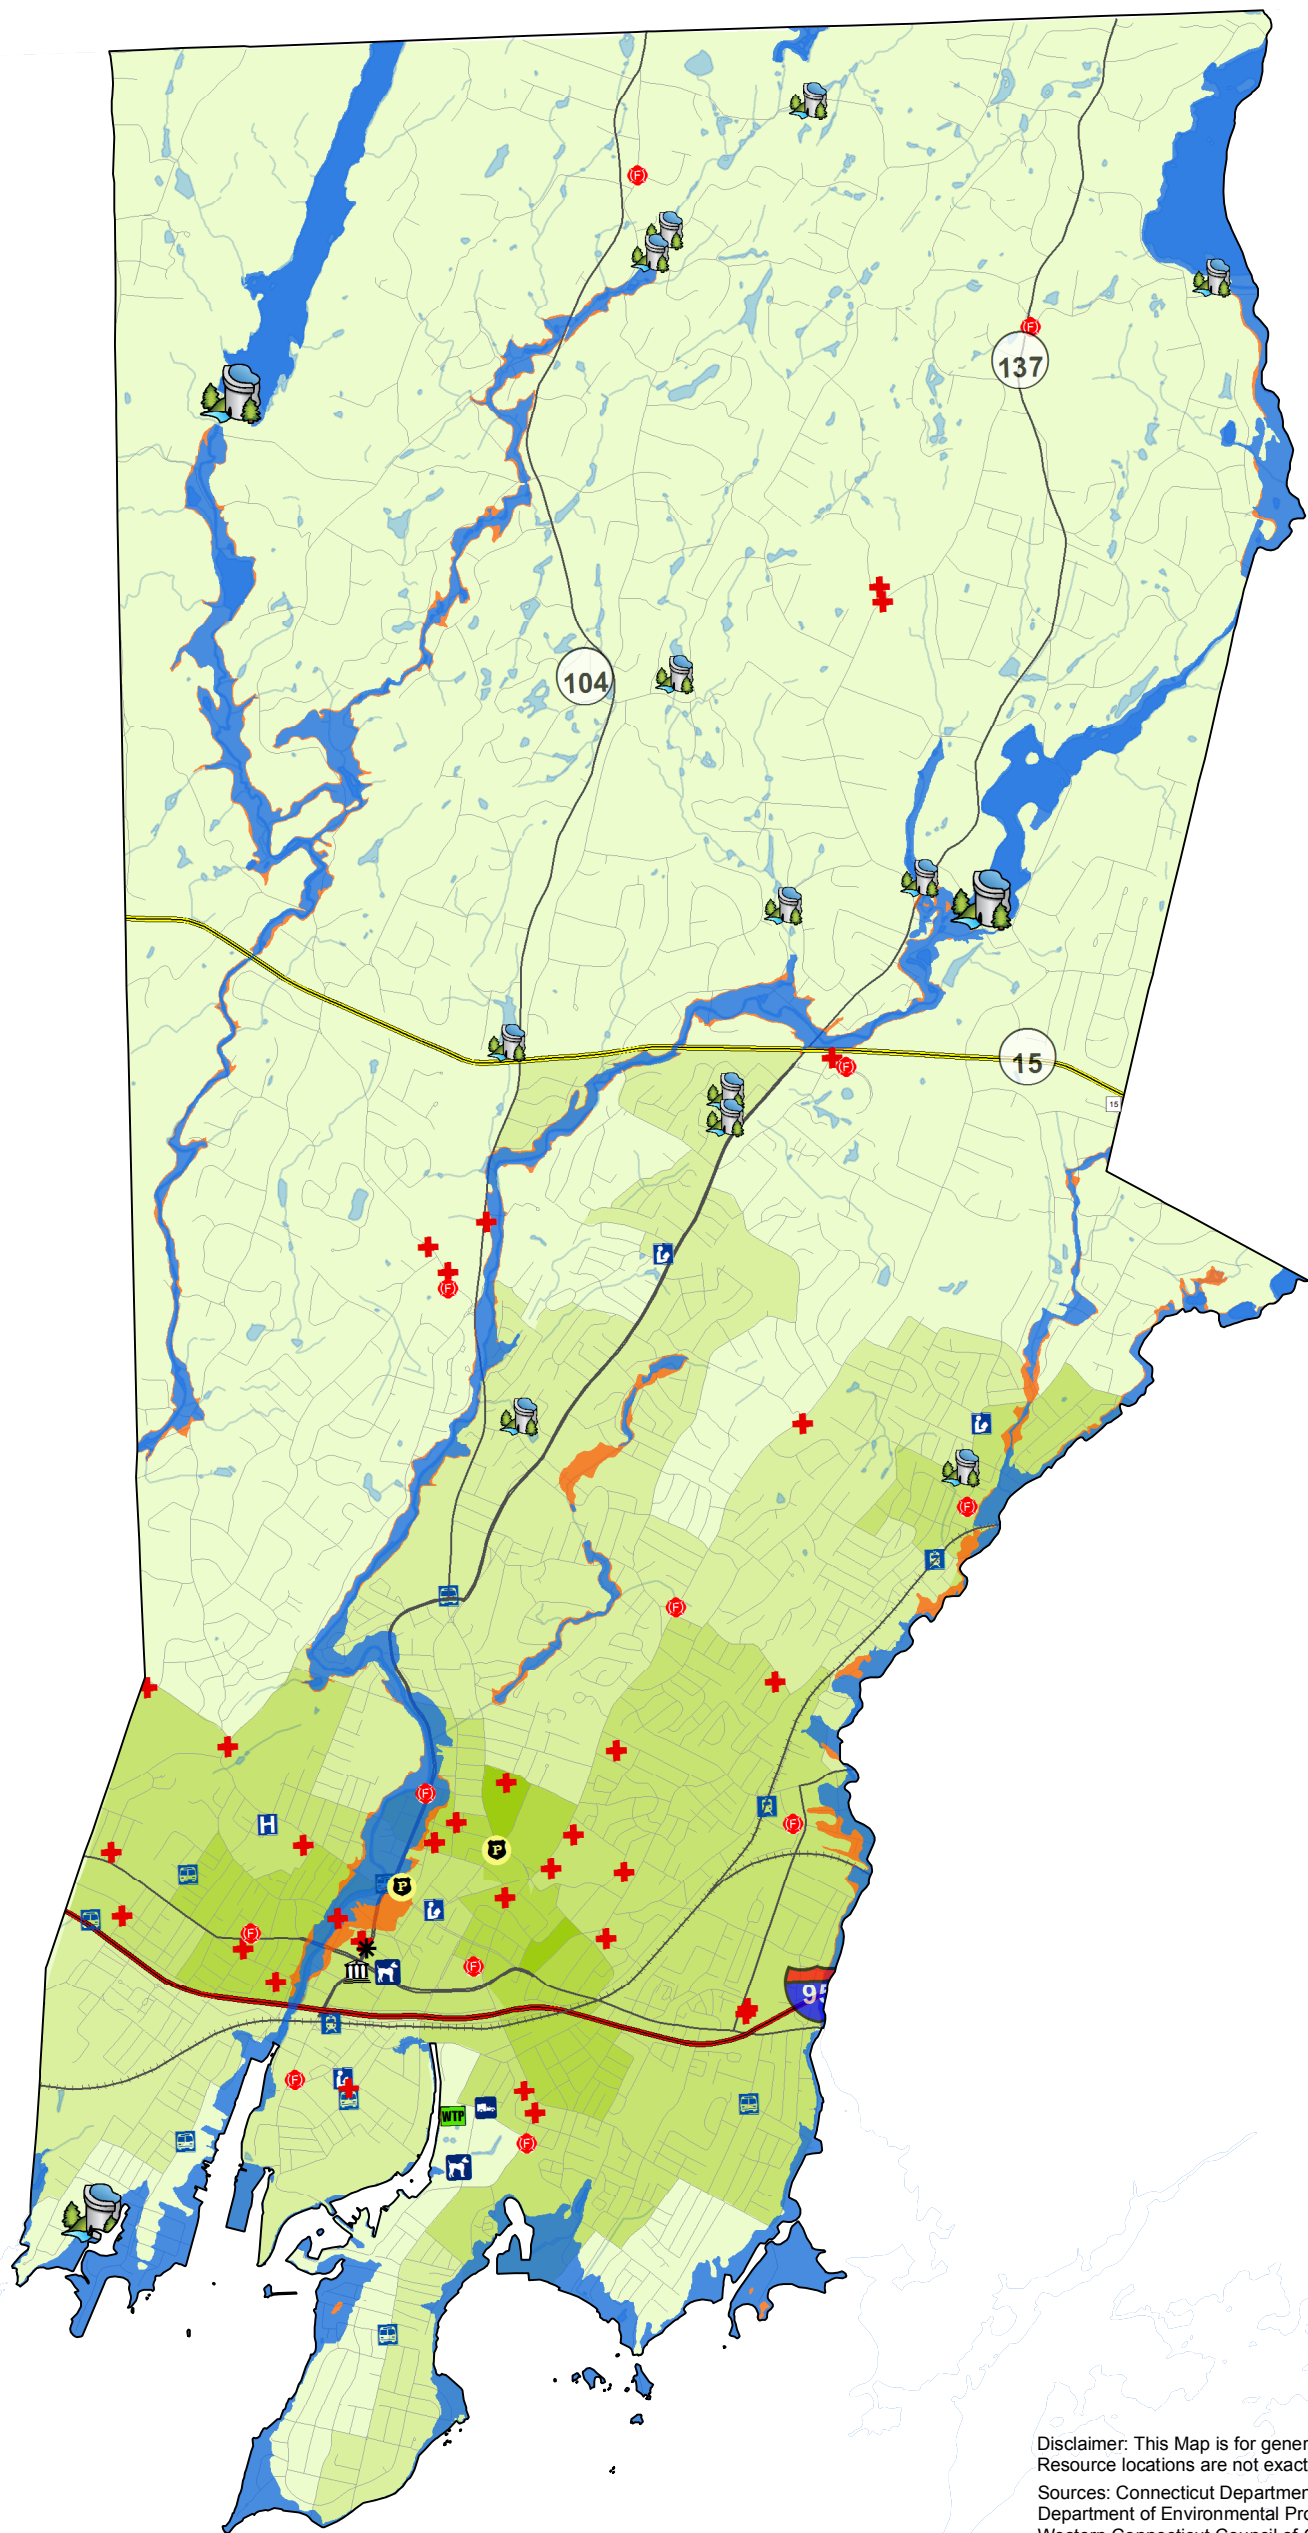 (F)
(F)
137
104
15
(F)
15
(F)
(F)
(F)
(F)
H
P
(F)
P
(F)
(F)
95
(F)
WTP
(F)
Disclaimer: This Map is for gener
Resource locations are not exact
Sources: Connecticut Departmen
Department of Environmental Pro